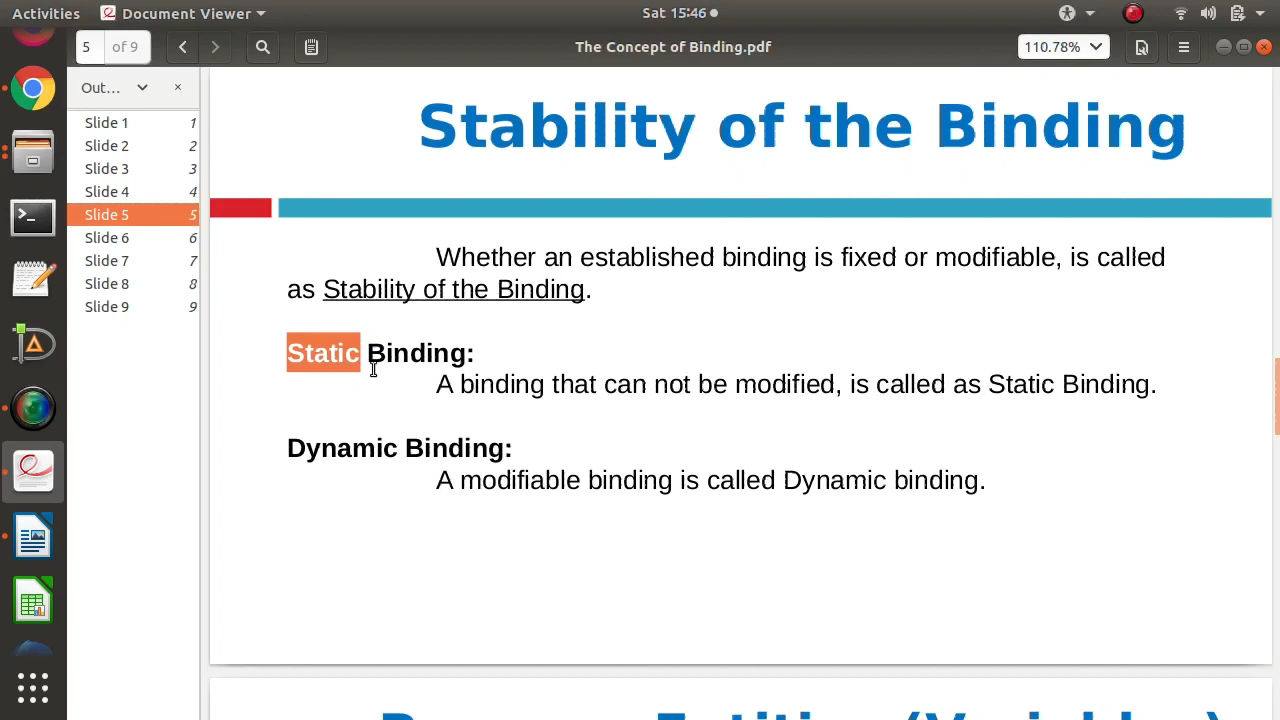 Activities Document Viewer Sat 15:46
5 of 9 The Concept of Binding.pdf 110.78%
Out...
Slide 1 1
Slide 2 2
Slide 3 3
Slide 4 4
Slide 5 5
Slide 6 6
Slide 7 7
Slide 8 8
Slide 9 9
Stability of the Binding
Whether an established binding is fixed or modifiable, is called
as Stability of the Binding.
Static Binding:
A binding that can not be modified, is called as Static Binding.
Dynamic Binding:
A modifiable binding is called Dynamic binding.